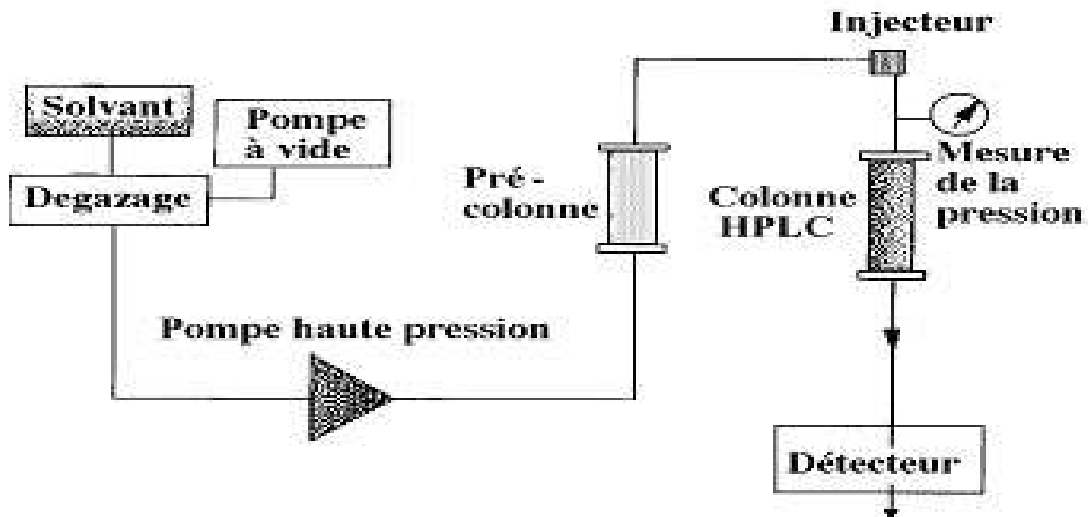 Injecteur
Solvant
Pompe
à vide
Degazage
Pré -
colonne
Colonne
HPLC
Mesure
de la
pression
Pompe haute pression
Détecteur